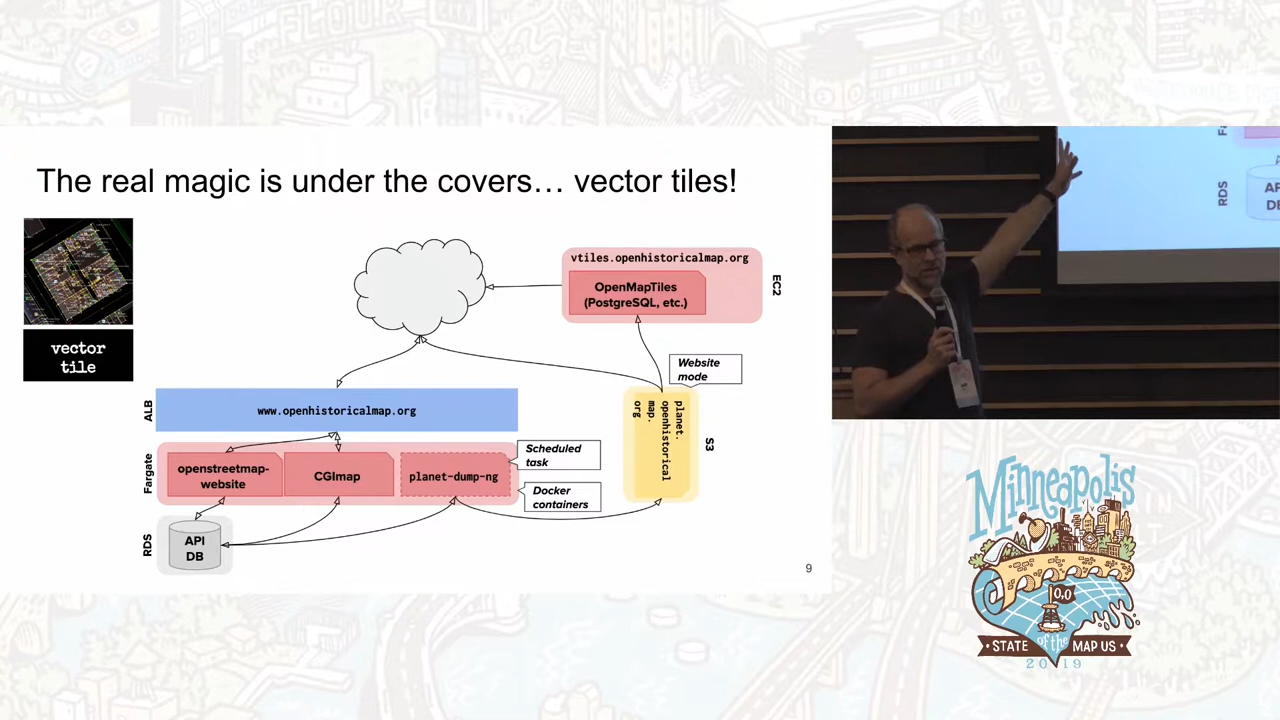 The real magic is under the covers… vector tiles!
vector
tile
vtiles.openhistoricalmap.org
OpenMapTiles
(PostgreSQL, etc.)
EC2
Website
mode
ALB
www.openhistoricalmap.org
planet.
openhistorical
map.
org
S3
Fargate
openstreetmap-
website
CGImap
planet-dump-ng
Scheduled
task
Docker
containers
RDS
API
DB
9
RDS
Minneapolis
0,0
STATE of the MAP US
2019